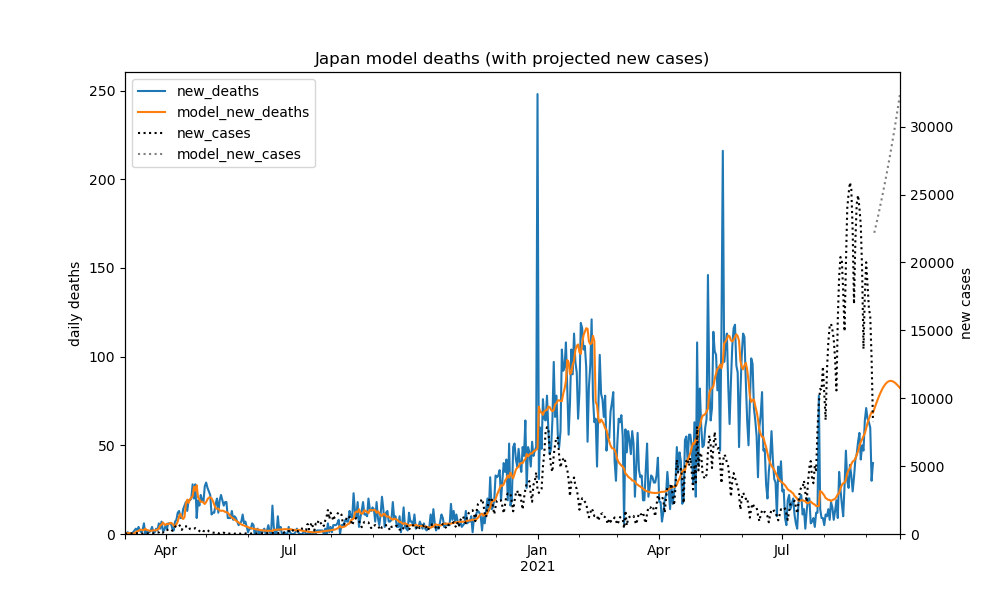 Japan model deaths (with projected new cases)
new_deaths
model_new_deaths
new_cases
model_new_cases
daily deaths
250
200
150
100
50
0
30000
25000
20000
15000
10000
5000
0
new cases
Apr Jul Oct Jan Apr Jul
2021